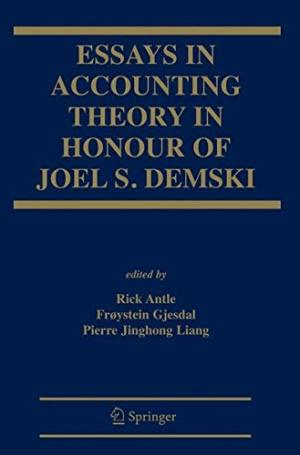 ESSAYS IN
ACCOUNTING
THEORY IN
HONOUR OF
JOEL S. DEMSKI
edited by
Rick Antle
Frøystein Gjesdal
Pierre Jinghong Liang
Springer